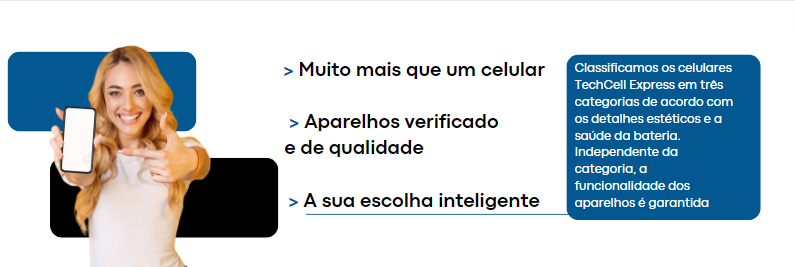 > Muito mais que um celular
> Aparelhos verificado
e de qualidade
> A sua escolha inteligente
Classificamos os celulares
TechCell Express em três
categorias de acordo com
os detalhes estéticos e a
saúde da bateria.
Independente da
categoria, a
funcionalidade dos
aparelhos é garantida